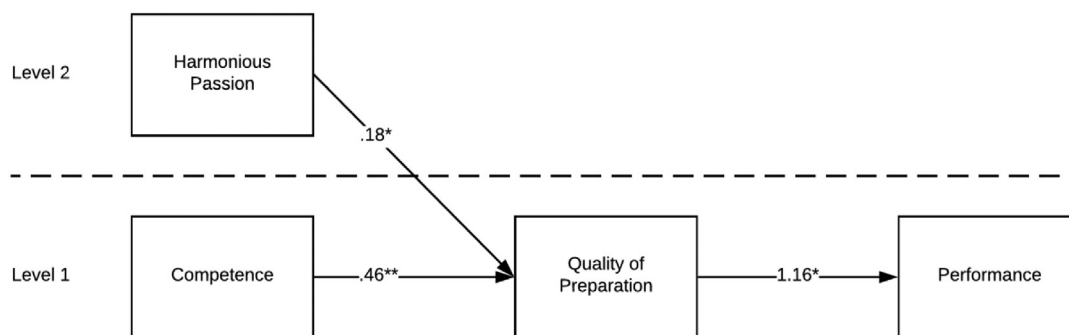 Level 2
Harmonious
Passion
.18*
Level 1
Competence
.46**
Quality of
Preparation
1.16*
Performance